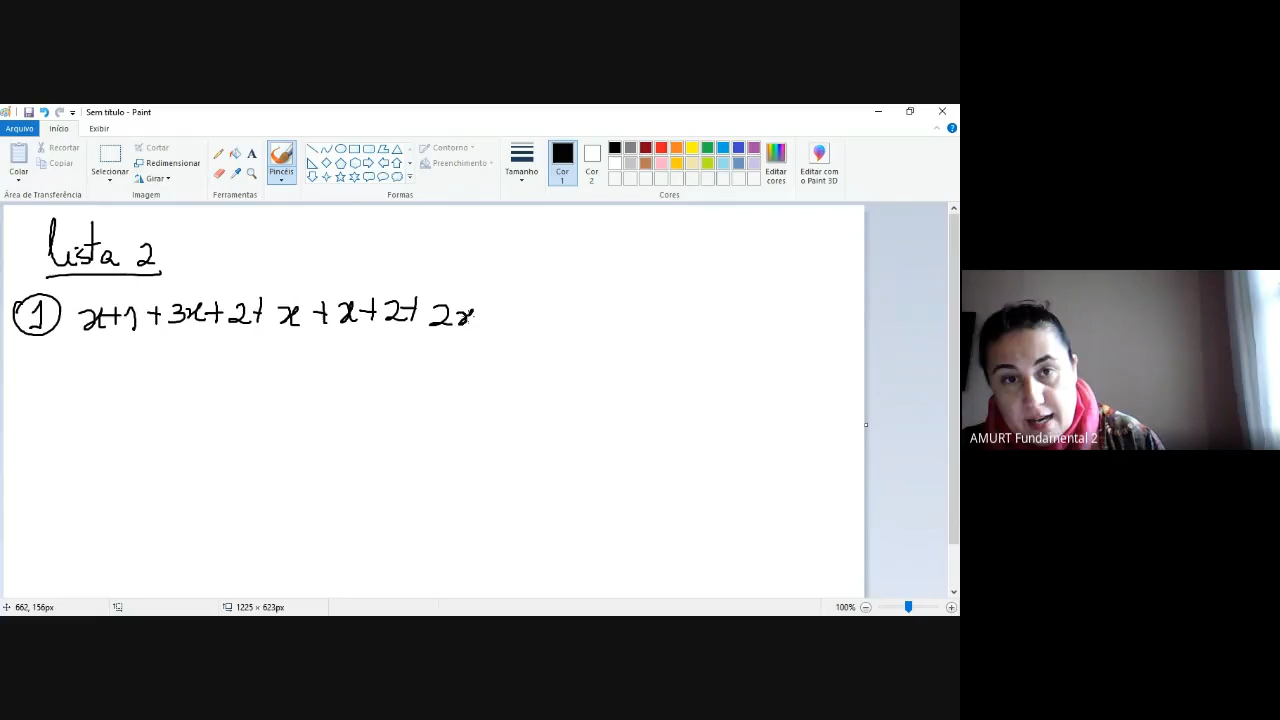 Sem título - Paint
Arquivo Início Exibir
Colar
Recortar
Copiar
Área de Transferência
Selecionar
Redimensionar
Girar
Imagem
A
Ferramentas
Pincéis
Contorno
Preenchimento
Formas
Tamanho
Cor 1
Cor 2
Editar cores
Cores
Editar com o Paint 3D
Lista 2
1 x+1 + 3x+2+ x + x+2+ 2x
AMURT Fundamental 2
662, 156px
1225 × 623px
100%